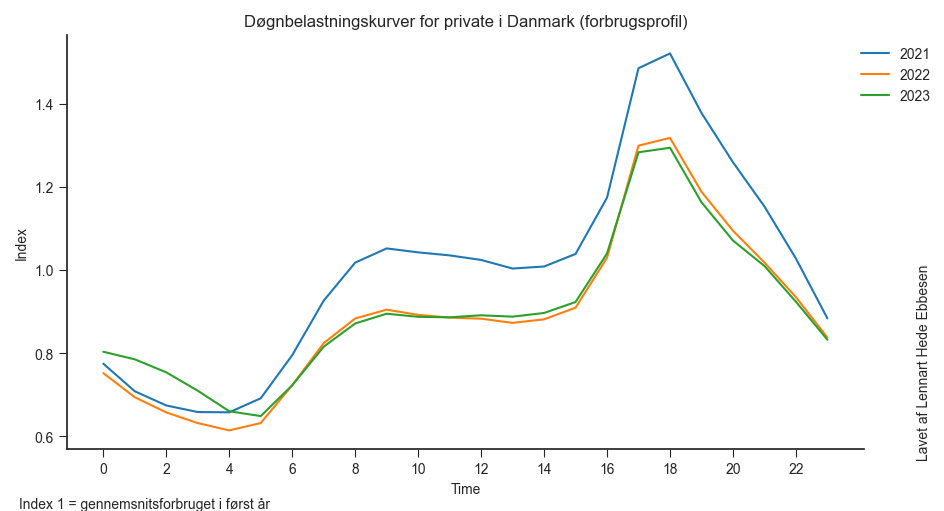 Døgnbelastningskurver for private i Danmark (forbrugsprofil)
2021
2022
2023
1.4
1.2
1.0
0.8
0.6
Index
0 2 4 6 8 10 12 14 16 18 20 22
Time
Index 1 = gennemsnitsforbruget i først år
Lavet af Lennart Hede Ebbesen